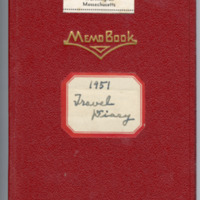 Massachusetts
MEMO BOOK
1951
Travel
Diary